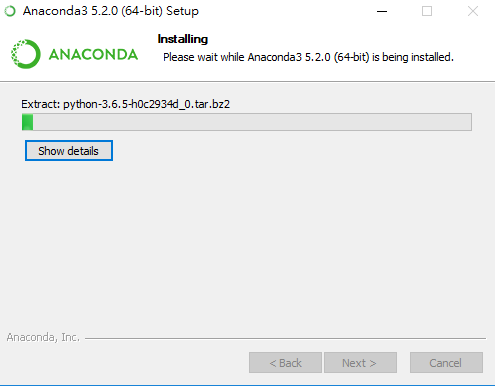 Anaconda3 5.2.0 (64-bit) Setup
ANACONDA
Installing
Please wait while Anaconda3 5.2.0 (64-bit) is being installed.
Extract: python-3.6.5-h0c2934d_0.tar.bz2
Show details
Anaconda, Inc.
< Back Next > Cancel